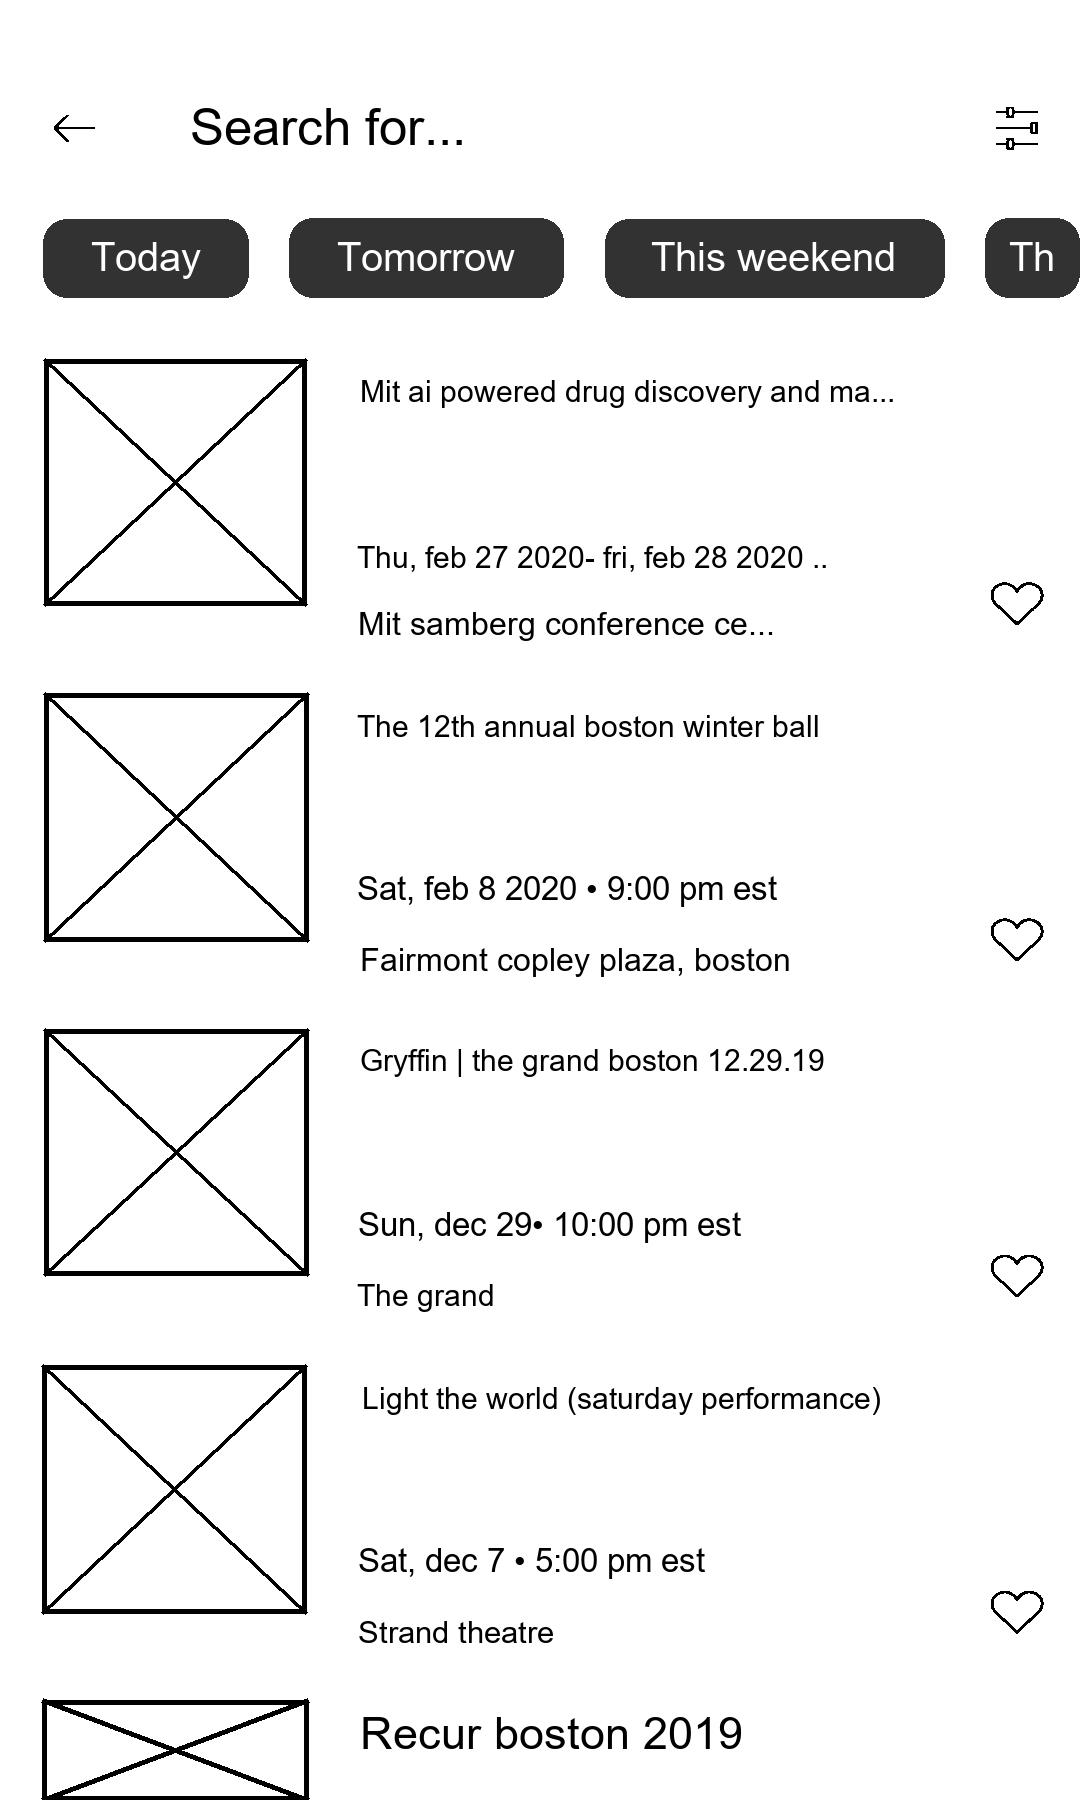 Search for...
Today Tomorrow This weekend Th
Mit ai powered drug discovery and ma...
Thu, feb 27 2020- fri, feb 28 2020 ..
Mit samberg conference ce...
The 12th annual boston winter ball
Sat, feb 8 2020 • 9:00 pm est
Fairmont copley plaza, boston
Gryffin | the grand boston 12.29.19
Sun, dec 29• 10:00 pm est
The grand
Light the world (saturday performance)
Sat, dec 7 • 5:00 pm est
Strand theatre
Recur boston 2019